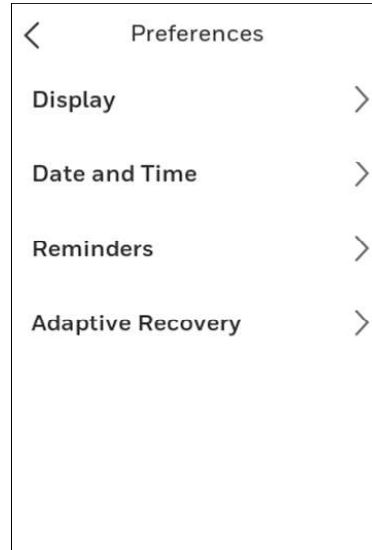 Preferences
Display
Date and Time
Reminders
Adaptive Recovery